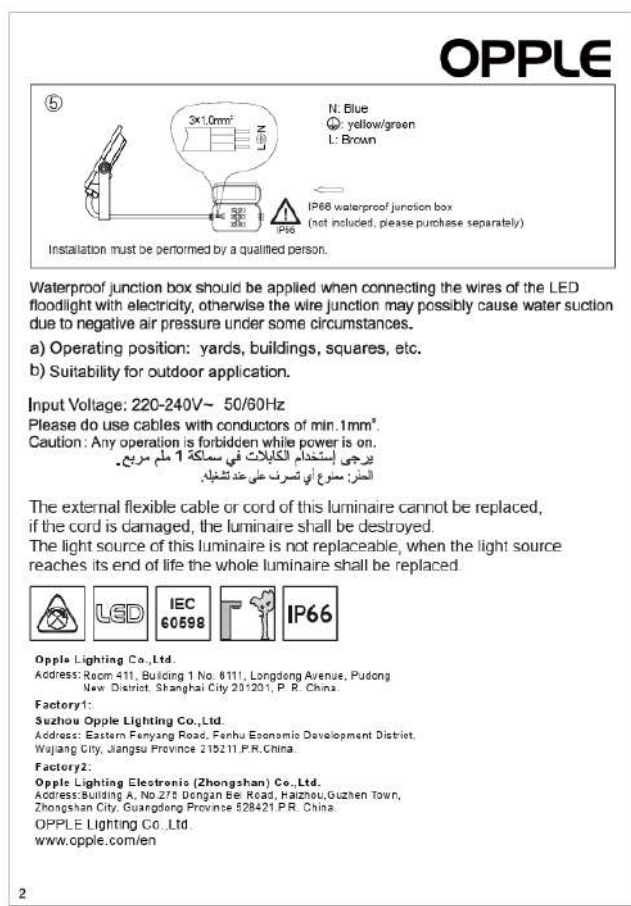 OPPLE
⑤
3×1.0mm²
L N
N: Blue
⏚: yellow/green
L: Brown
IP66
IP66 waterproof junction box
(not included, please purchase separately)
Installation must be performed by a qualified person.
Waterproof junction box should be applied when connecting the wires of the LED
floodlight with electricity, otherwise the wire junction may possibly cause water suction
due to negative air pressure under some circumstances.
a) Operating position: yards, buildings, squares, etc.
b) Suitability for outdoor application.
Input Voltage: 220-240V~ 50/60Hz
Please do use cables with conductors of min.1mm².
Caution : Any operation is forbidden while power is on.
يرجى إستخدام الكابلات في سماكة 1 ملم مربع.
الحذر: ممنوع أي تصرف على عند تشغيله.
The external flexible cable or cord of this luminaire cannot be replaced,
if the cord is damaged, the luminaire shall be destroyed.
The light source of this luminaire is not replaceable, when the light source
reaches its end of life the whole luminaire shall be replaced.
LED
IEC
60598
IP66
Opple Lighting Co.,Ltd.
Address: Room 411, Building 1 No. 6111, Longdong Avenue, Pudong
New District, Shanghai City 201201, P. R. China.
Factory1:
Suzhou Opple Lighting Co.,Ltd.
Address: Eastern Fenyang Road, Fenhu Economic Development District,
Wujiang City, Jiangsu Province 215211,P.R.China.
Factory2:
Opple Lighting Electronic (Zhongshan) Co.,Ltd.
Address:Building A, No.275 Dongan Bei Road, Haizhou,Guzhen Town,
Zhongshan City, Guangdong Province 528421.P.R. China.
OPPLE Lighting Co.,Ltd.
www.opple.com/en
2